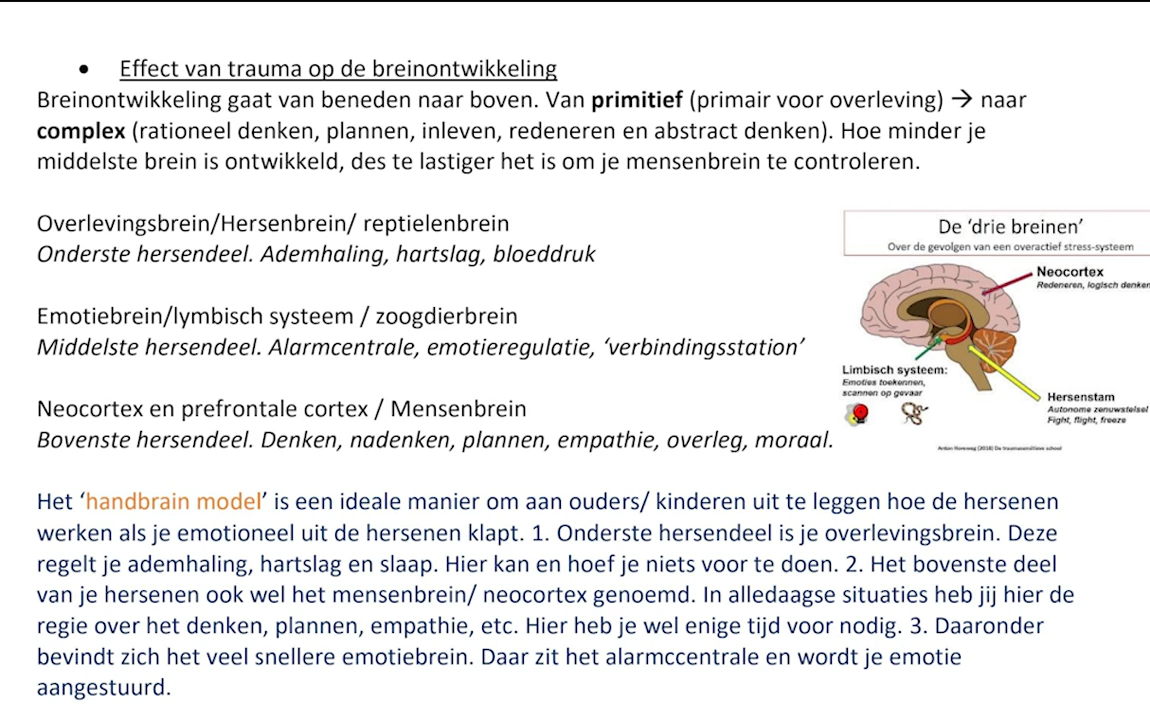 • Effect van trauma op de breinontwikkeling
Breinontwikkeling gaat van beneden naar boven. Van primitief (primair voor overleving) → naar
complex (rationeel denken, plannen, inleven, redeneren en abstract denken). Hoe minder je
middelste brein is ontwikkeld, des te lastiger het is om je mensenbrein te controleren.
Overlevingsbrein/Hersenbrein/ reptielenbrein
Onderste hersendeel. Ademhaling, hartslag, bloeddruk
Emotiebrein/lymbisch systeem / zoogdierbrein
Middelste hersendeel. Alarmcentrale, emotieregulatie, ‘verbindingsstation’
Neocortex en prefrontale cortex / Mensenbrein
Bovenste hersendeel. Denken, nadenken, plannen, empathie, overleg, moraal.
De ‘drie breinen’
Over de gevolgen van een overactief stress-systeem
Neocortex
Redeneren, logisch denken
Limbisch systeem:
Emoties toekennen,
scannen op gevaar
Hersenstam
Autonome zenuwstelsel
Fight, flight, freeze
(2018) De traumasensitieve school
Het ‘handbrain model’ is een ideale manier om aan ouders/ kinderen uit te leggen hoe de hersenen
werken als je emotioneel uit de hersenen klapt. 1. Onderste hersendeel is je overlevingsbrein. Deze
regelt je ademhaling, hartslag en slaap. Hier kan en hoef je niets voor te doen. 2. Het bovenste deel
van je hersenen ook wel het mensenbrein/ neocortex genoemd. In alledaagse situaties heb jij hier de
regie over het denken, plannen, empathie, etc. Hier heb je wel enige tijd voor nodig. 3. Daaronder
bevindt zich het veel snellere emotiebrein. Daar zit het alarmccentrale en wordt je emotie
aangestuurd.